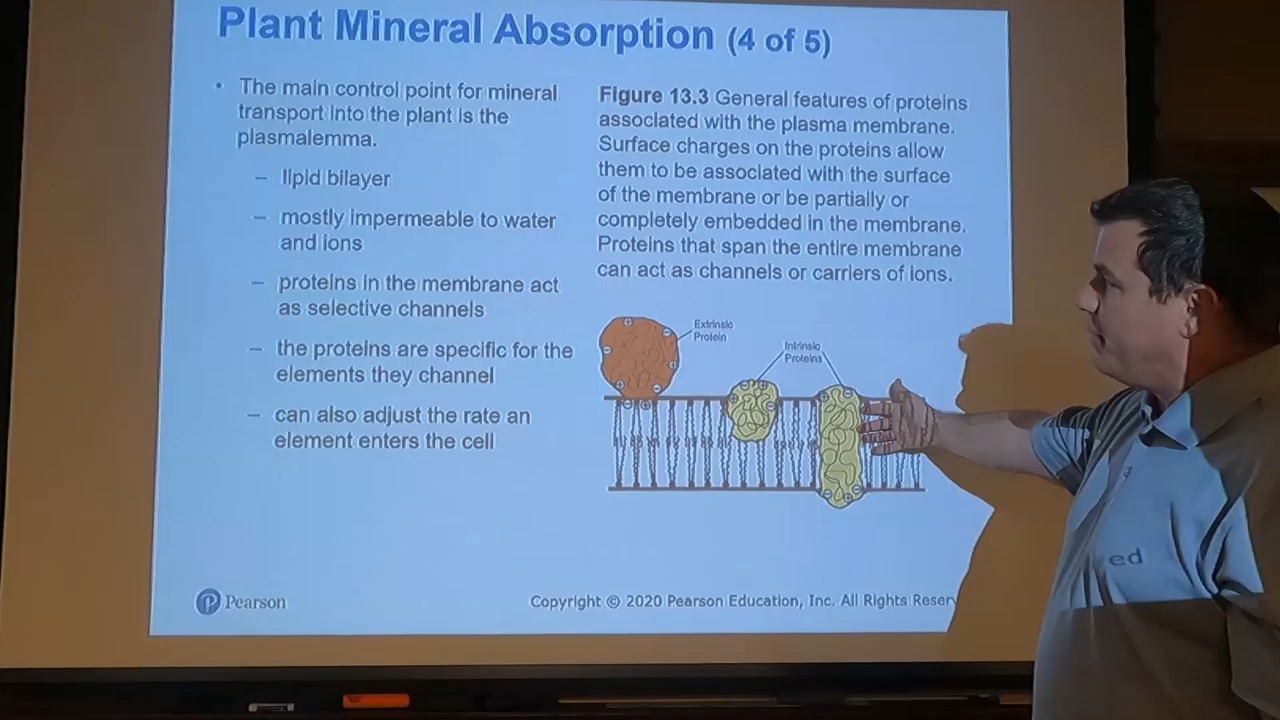 Plant Mineral Absorption (4 of 5)
• The main control point for mineral
transport into the plant is the
plasmalemma.
– lipid bilayer
– mostly impermeable to water
and ions
– proteins in the membrane act
as selective channels
– the proteins are specific for the
elements they channel
– can also adjust the rate an
element enters the cell
Figure 13.3 General features of proteins
associated with the plasma membrane.
Surface charges on the proteins allow
them to be associated with the surface
of the membrane or be partially or
completely embedded in the membrane.
Proteins that span the entire membrane
can act as channels or carriers of ions.
Extrinsic
Protein
Intrinsic
Proteins
P Pearson
Copyright © 2020 Pearson Education, Inc. All Rights Reser
ed